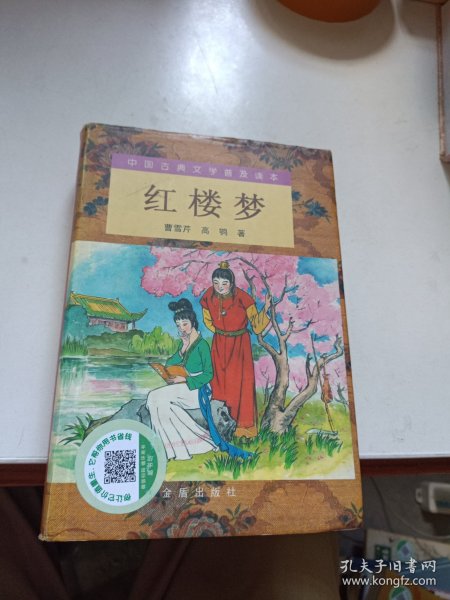 中国古典文学普及读本
红楼梦
曹雪芹 高鹗 著
金盾出版社
孔夫子旧书网
www.kongfz.com